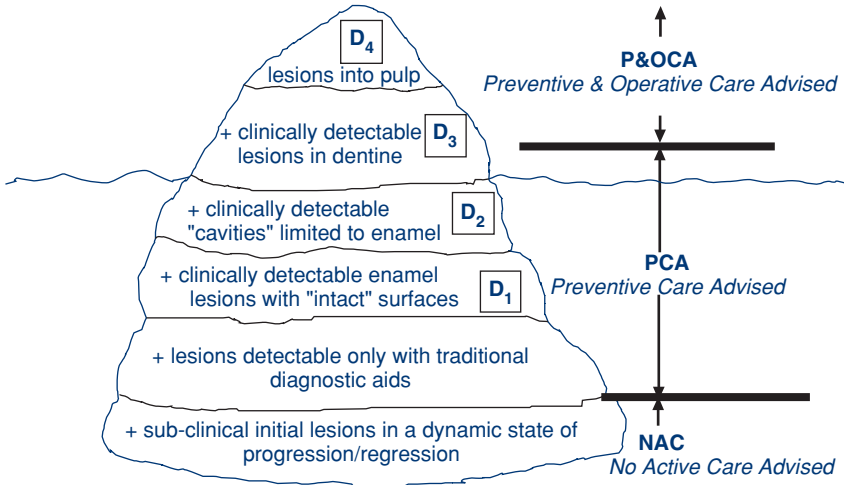 D4
lesions into pulp
+ clinically detectable
lesions in dentine
D3
+ clinically detectable
"cavities" limited to enamel
D2
+ clinically detectable enamel
lesions with "intact" surfaces
D1
+ lesions detectable only with traditional
diagnostic aids
+ sub-clinical initial lesions in a dynamic state of
progression/regression
P&OCA
Preventive & Operative Care Advised
PCA
Preventive Care Advised
NAC
No Active Care Advised